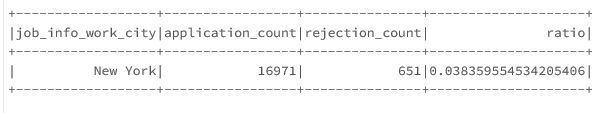 +------------------+-----------------+---------------+--------------------+
|job_info_work_city|application_count|rejection_count|               ratio|
+------------------+-----------------+---------------+--------------------+
|          New York|            16971|            651|0.038359554534205406|
+------------------+-----------------+---------------+--------------------+